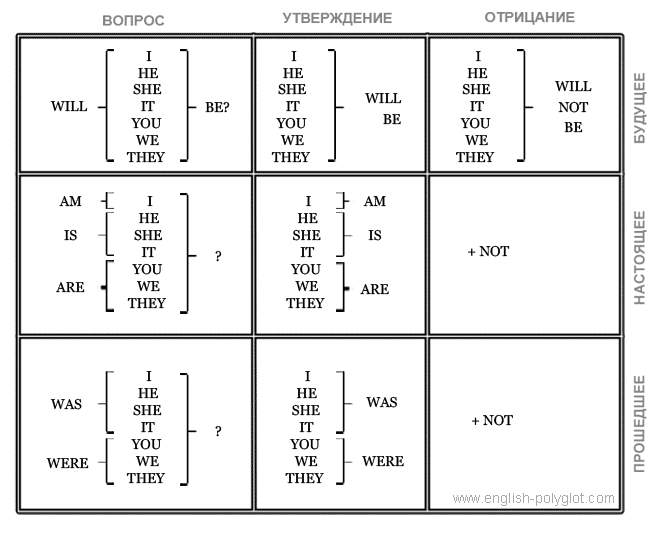 ВОПРОС УТВЕРЖДЕНИЕ ОТРИЦАНИЕ
БУДУЩЕЕ
WILL
I
HE
SHE
IT
YOU
WE
THEY
BE?
I
HE
SHE
IT
YOU
WE
THEY
WILL
BE
I
HE
SHE
IT
YOU
WE
THEY
WILL
NOT
BE
НАСТОЯЩЕЕ
AM
IS
ARE
I
HE
SHE
IT
YOU
WE
THEY
?
I
HE
SHE
IT
YOU
WE
THEY
AM
IS
ARE
+ NOT
ПРОШЕДШЕЕ
WAS
WERE
I
HE
SHE
IT
YOU
WE
THEY
?
I
HE
SHE
IT
YOU
WE
THEY
WAS
WERE
+ NOT
www.english-polyglot.com